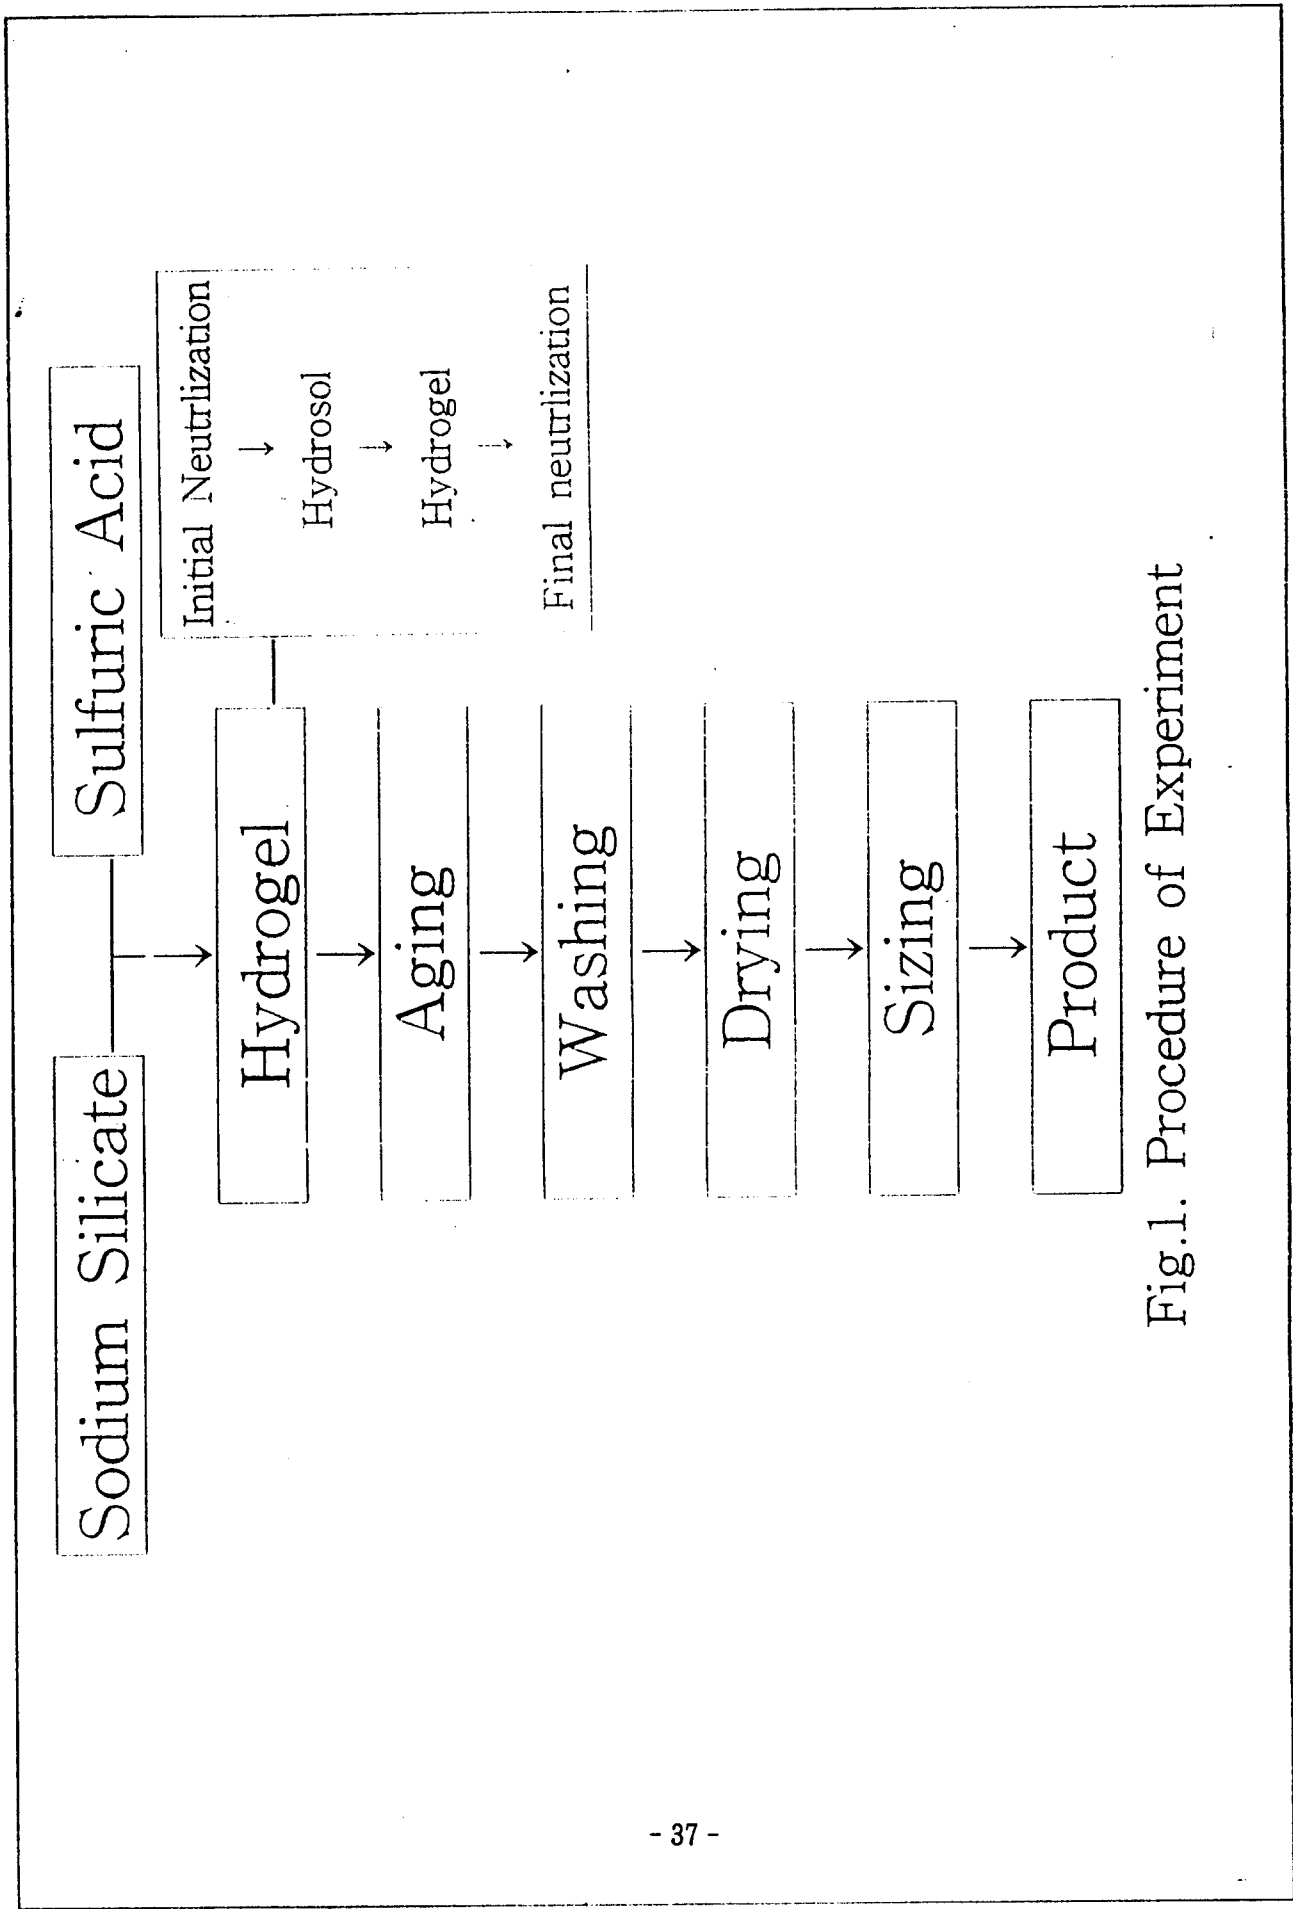 Sodium Silicate
Sulfuric Acid
Hydrogel
Initial Neutrlization
↓
Hydrosol
↓
Hydrogel
↓
Final neutrlization
Aging
Washing
Drying
Sizing
Product
Fig.1. Procedure of Experiment
- 37 -